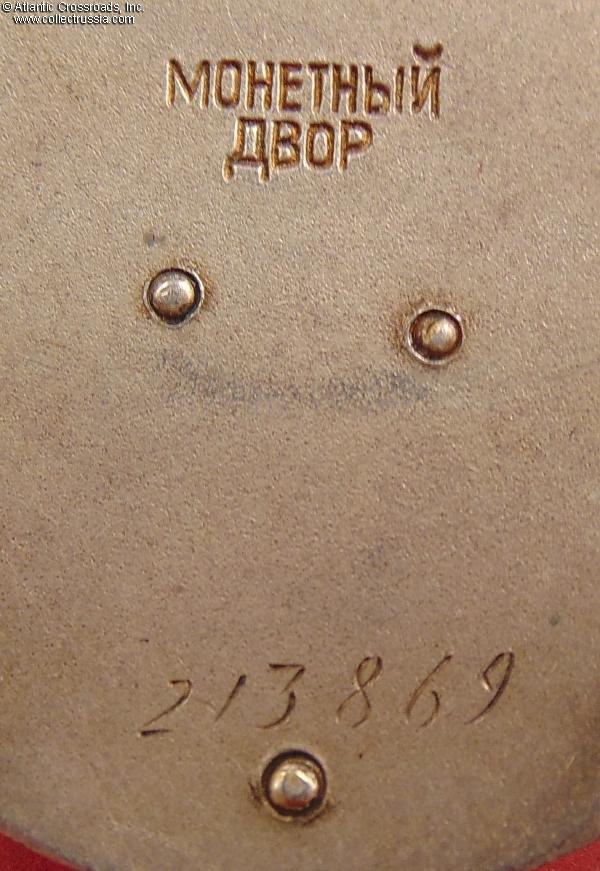 © Atlantic Crossroads, Inc.
www.collectrussia.com
МОНЕТНЫЙ
ДВОР
213869